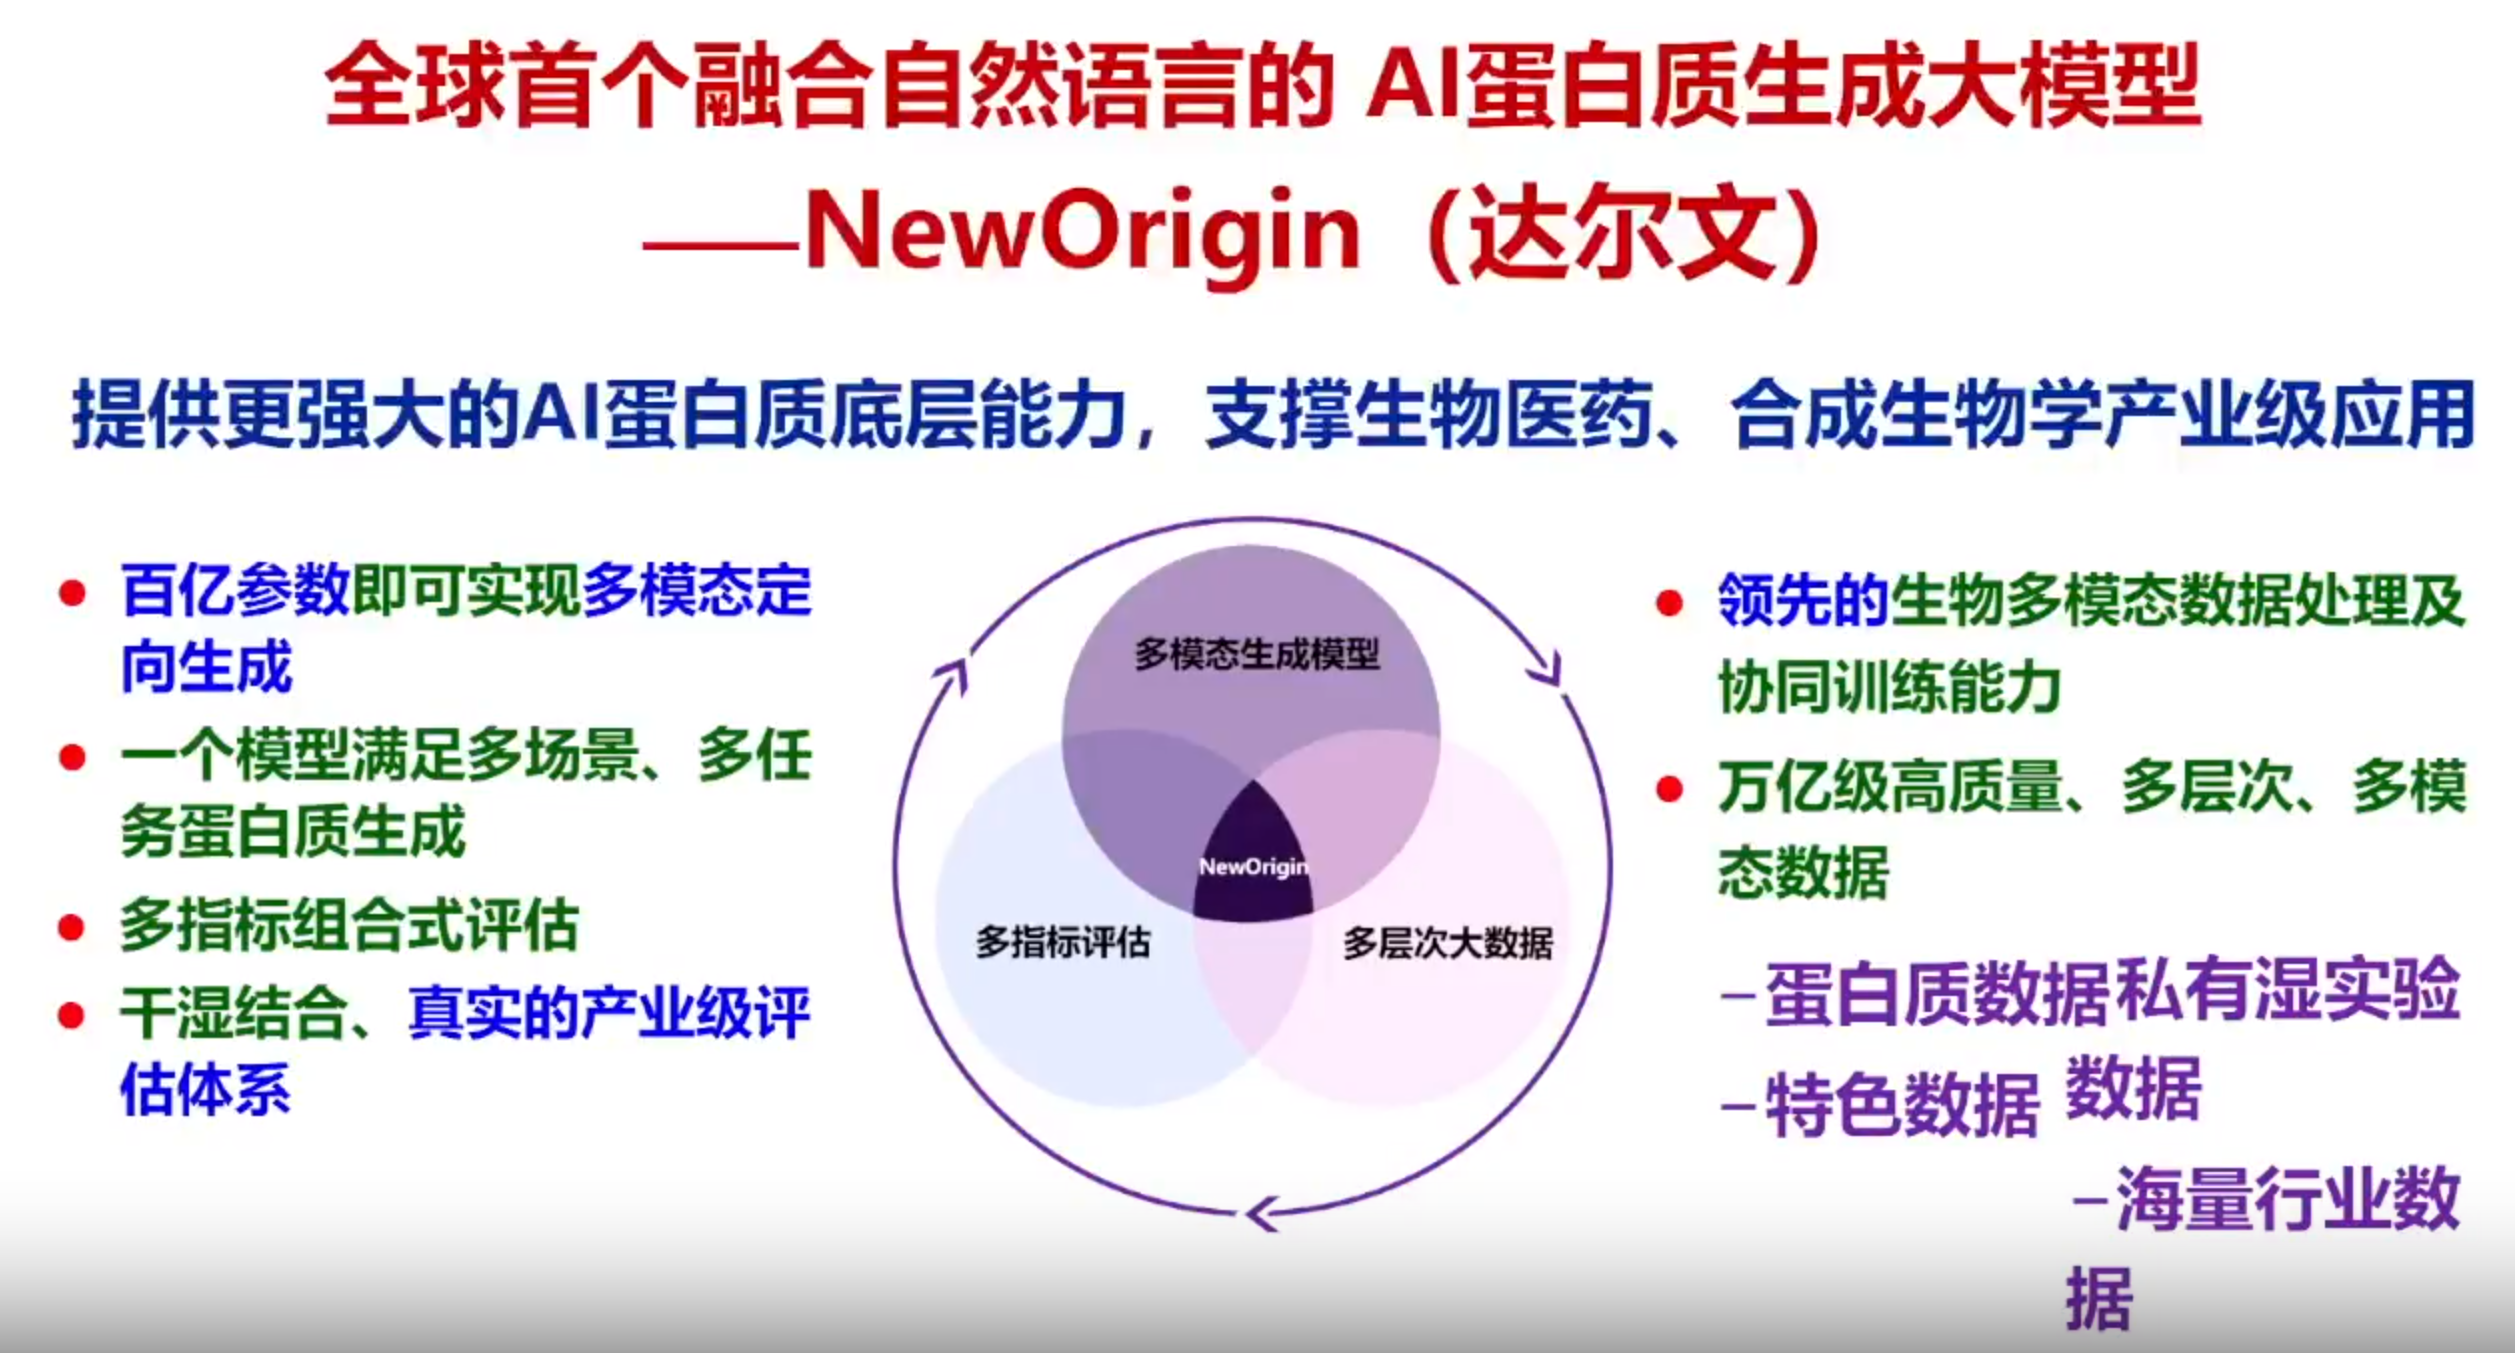 全球首个融合自然语言的 AI蛋白质生成大模型
——NewOrigin（达尔文）
提供更强大的AI蛋白质底层能力，支撑生物医药、合成生物学产业级应用
百亿参数即可实现多模态定
向生成
一个模型满足多场景、多任
务蛋白质生成
多指标组合式评估
干湿结合、真实的产业级评
估体系
多模态生成模型
NewOrigin
多指标评估
多层次大数据
领先的生物多模态数据处理及
协同训练能力
万亿级高质量、多层次、多模
态数据
–蛋白质数据
–特色数据
私有湿实验
数据
–海量行业数
据